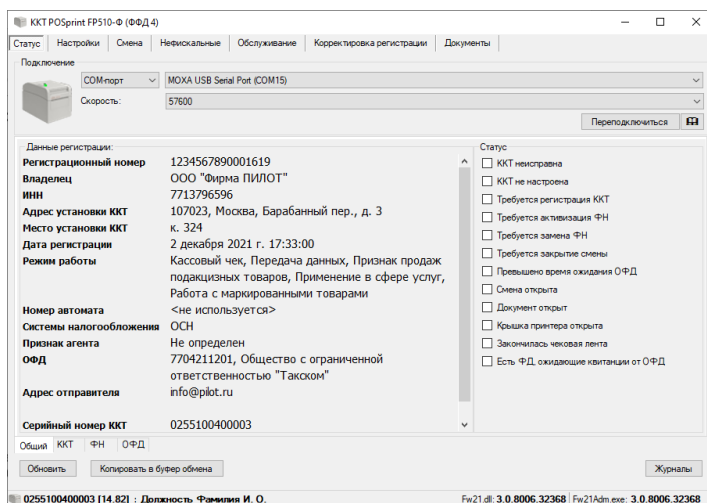 ККТ POSprint FP510-Ф (ФФД 4)
Статус Настройки Смена Нефискальные Обслуживание Корректировка регистрации Документы
Подключение
COM-порт MOXA USB Serial Port (COM15)
Скорость: 57600
Переподключиться
Данные регистрации: Статус
Регистрационный номер 1234567890001619
Владелец ООО "Фирма ПИЛОТ"
ИНН 7713796596
Адрес установки ККТ 107023, Москва, Барабанный пер., д. 3
Место установки ККТ к. 324
Дата регистрации 2 декабря 2021 г. 17:33:00
Режим работы Кассовый чек, Передача данных, Признак продаж
подакцизных товаров, Применение в сфере услуг,
Работа с маркированными товарами
Номер автомата <не используется>
Системы налогообложения ОСН
Признак агента Не определен
ОФД 7704211201, Общество с ограниченной
ответственностью "Такском"
Адрес отправителя info@pilot.ru
Серийный номер ККТ 0255100400003
ККТ неисправна
ККТ не настроена
Требуется регистрация ККТ
Требуется активизация ФН
Требуется замена ФН
Требуется закрытие смены
Превышено время ожидания ОФД
Смена открыта
Документ открыт
Крышка принтера открыта
Закончилась чековая лента
Есть ФД, ожидающие квитанции от ОФД
Общий ККТ ФН ОФД
Обновить Копировать в буфер обмена Журналы
0255100400003 [14.82] : Должность Фамилия И. О. Fw21.dll: 3.0.8006.32368 Fw21Adm.exe: 3.0.8006.32368